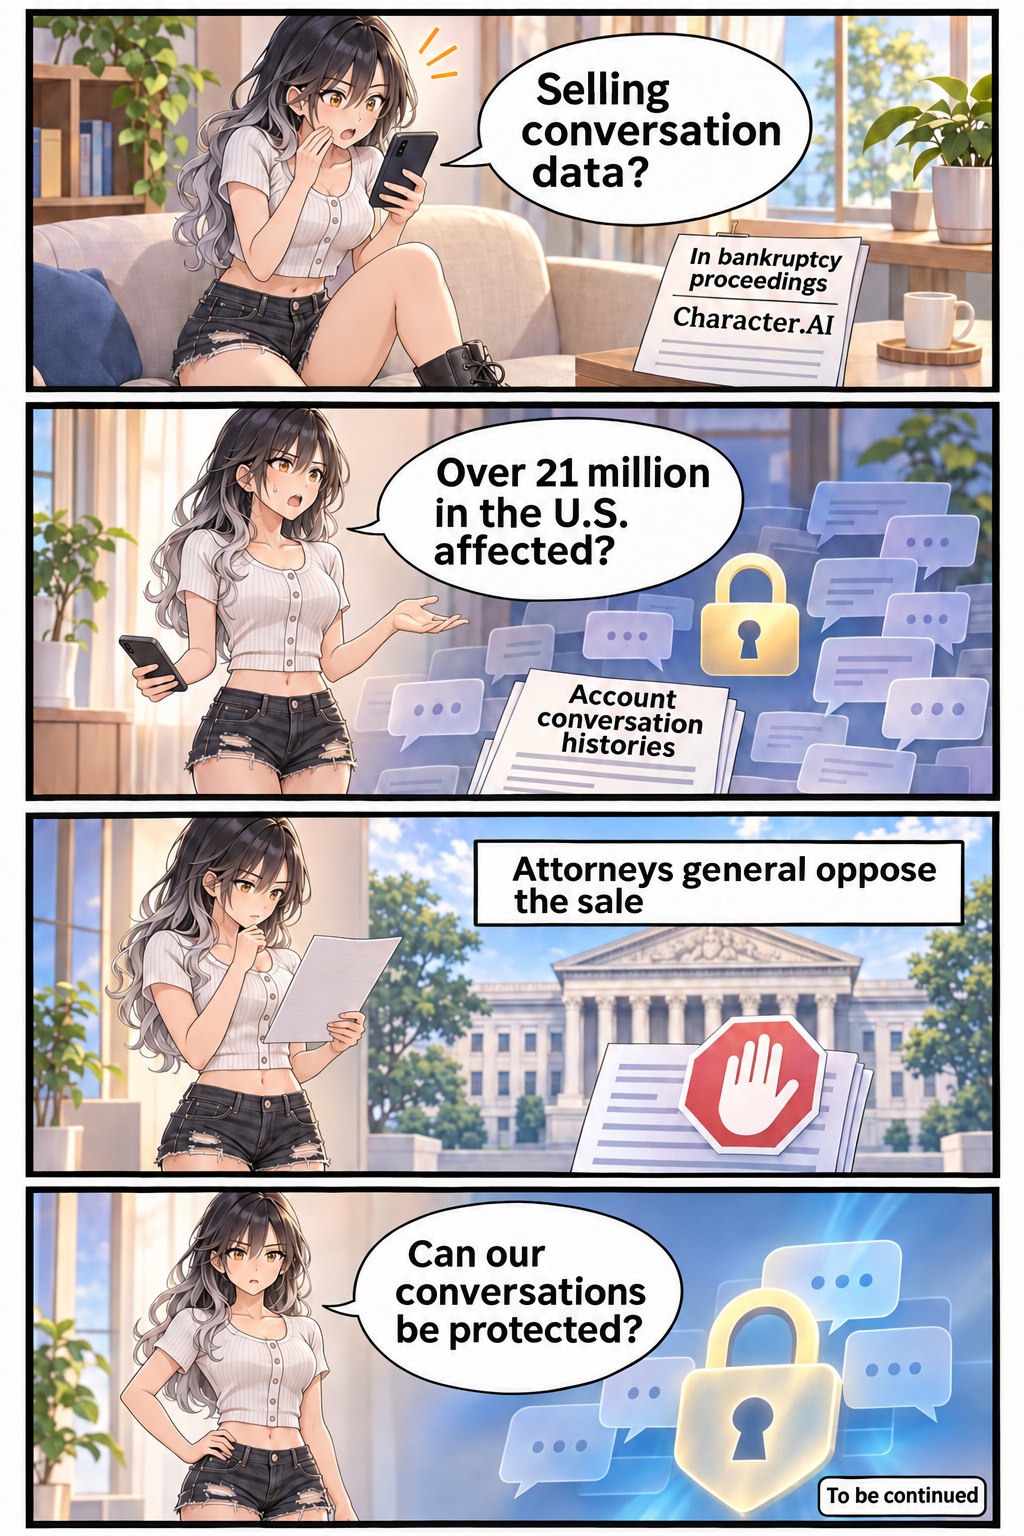 Selling
conversation
data?
In bankruptcy
proceedings
Character.AI
Over 21 million
in the U.S.
affected?
Account
conversation
histories
Attorneys general oppose
the sale
Can our
conversations
be protected?
To be continued